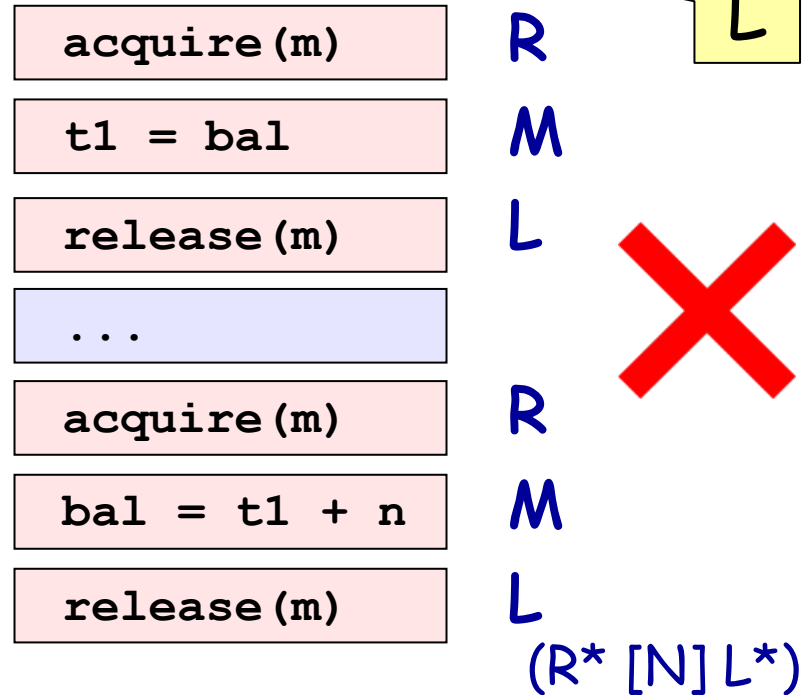 L
acquire(m) R
t1 = bal M
release(m) L
...
acquire(m) R
bal = t1 + n M
release(m) L
(R* [N] L*)